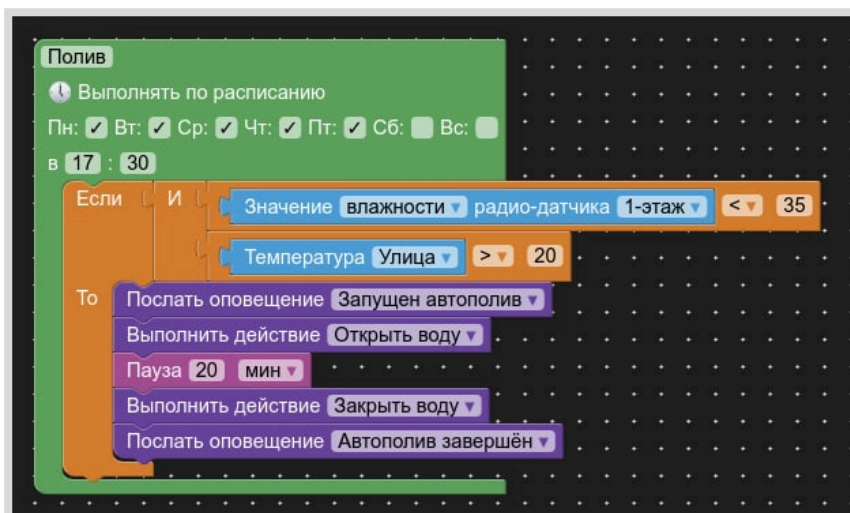 Полив
Выполнять по расписанию
Пн: Вт: Ср: Чт: Пт: Сб: Вс:
в 17 : 30
Если И Значение влажности радио-датчика 1-этаж < 35
Температура Улица > 20
То Послать оповещение Запущен автополив
Выполнить действие Открыть воду
Пауза 20 мин
Выполнить действие Закрыть воду
Послать оповещение Автополив завершён